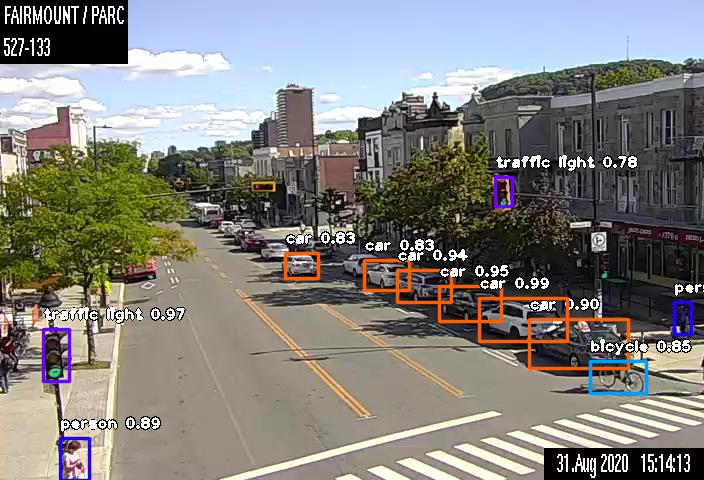 FAIRMOUNT / PARC
527-133
traffic light 0.78
car 0.83
car 0.83
car 0.94
car 0.95
car 0.99
car 0.90
pers
traffic light 0.97
bicycle 0.85
person 0.89
31.Aug 2020 15:14:13